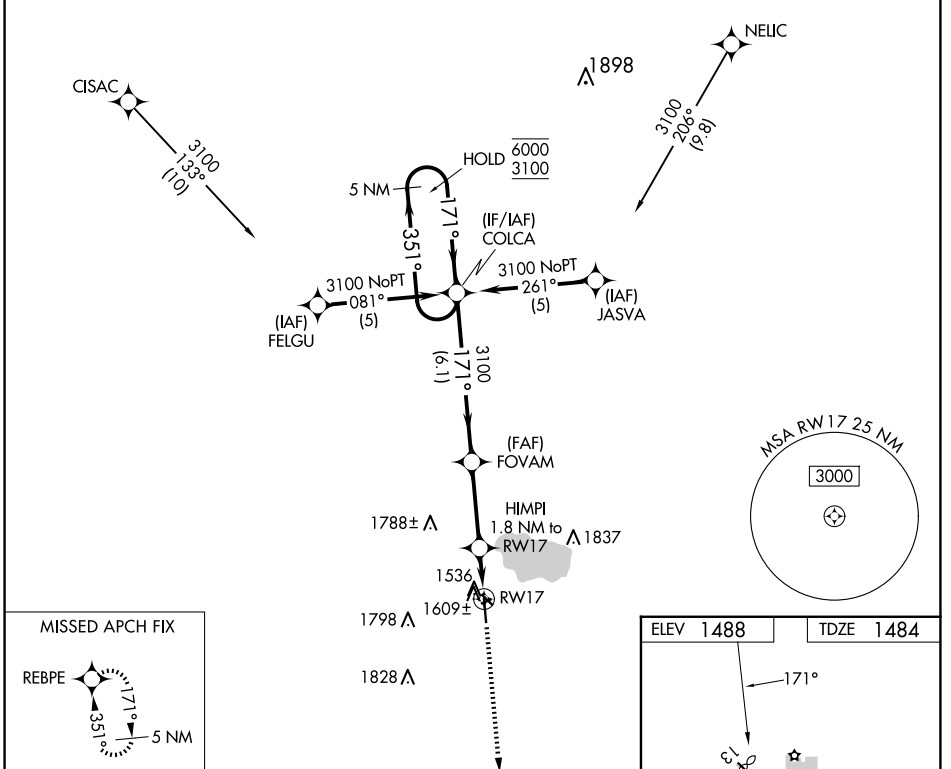 NELIC
1898
CISAC
3100
206°
(9.8)
3100
133°
(10)
HOLD 6000
3100
5 NM
171°
351°
(IF/IAF)
COLCA
3100 NoPT
081°
(5)
3100 NoPT
261°
(5)
(IAF)
FELGU
(IAF)
JASVA
3100
171°
(6.1)
(FAF)
FOVAM
MSA RW17 25 NM
3000
HIMPI
1.8 NM to
RW17
1788±
1837
1536
1609±
RW17
1798
1828
MISSED APCH FIX
REBPE
171°
351°
5 NM
ELEV 1488
TDZE 1484
171°
13